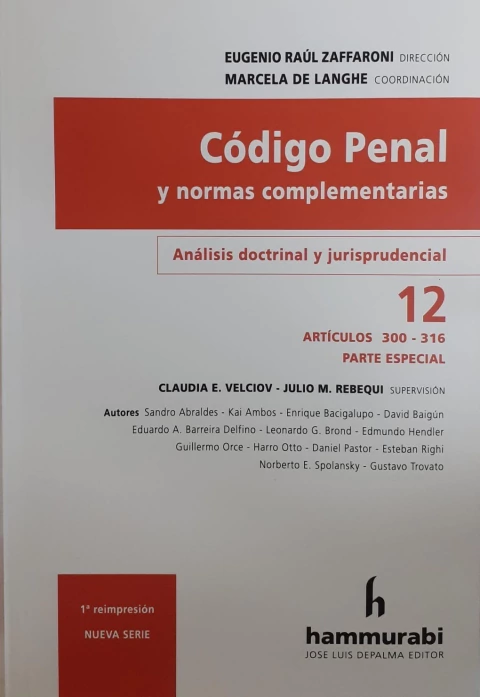 EUGENIO RAÚL ZAFFARONI DIRECCIÓN
MARCELA DE LANGHE COORDINACIÓN
Código Penal
y normas complementarias
Análisis doctrinal y jurisprudencial
12
ARTÍCULOS 300 - 316
PARTE ESPECIAL
CLAUDIA E. VELCIOV - JULIO M. REBEQUI SUPERVISIÓN
Autores Sandro Abraldes - Kai Ambos - Enrique Bacigalupo - David Baigún
Eduardo A. Barreira Delfino - Leonardo G. Brond - Edmundo Hendler
Guillermo Orce - Harro Otto - Daniel Pastor - Esteban Righi
Norberto E. Spolansky - Gustavo Trovato
1ª reimpresión
NUEVA SERIE
h
hammurabi
JOSE LUIS DEPALMA EDITOR